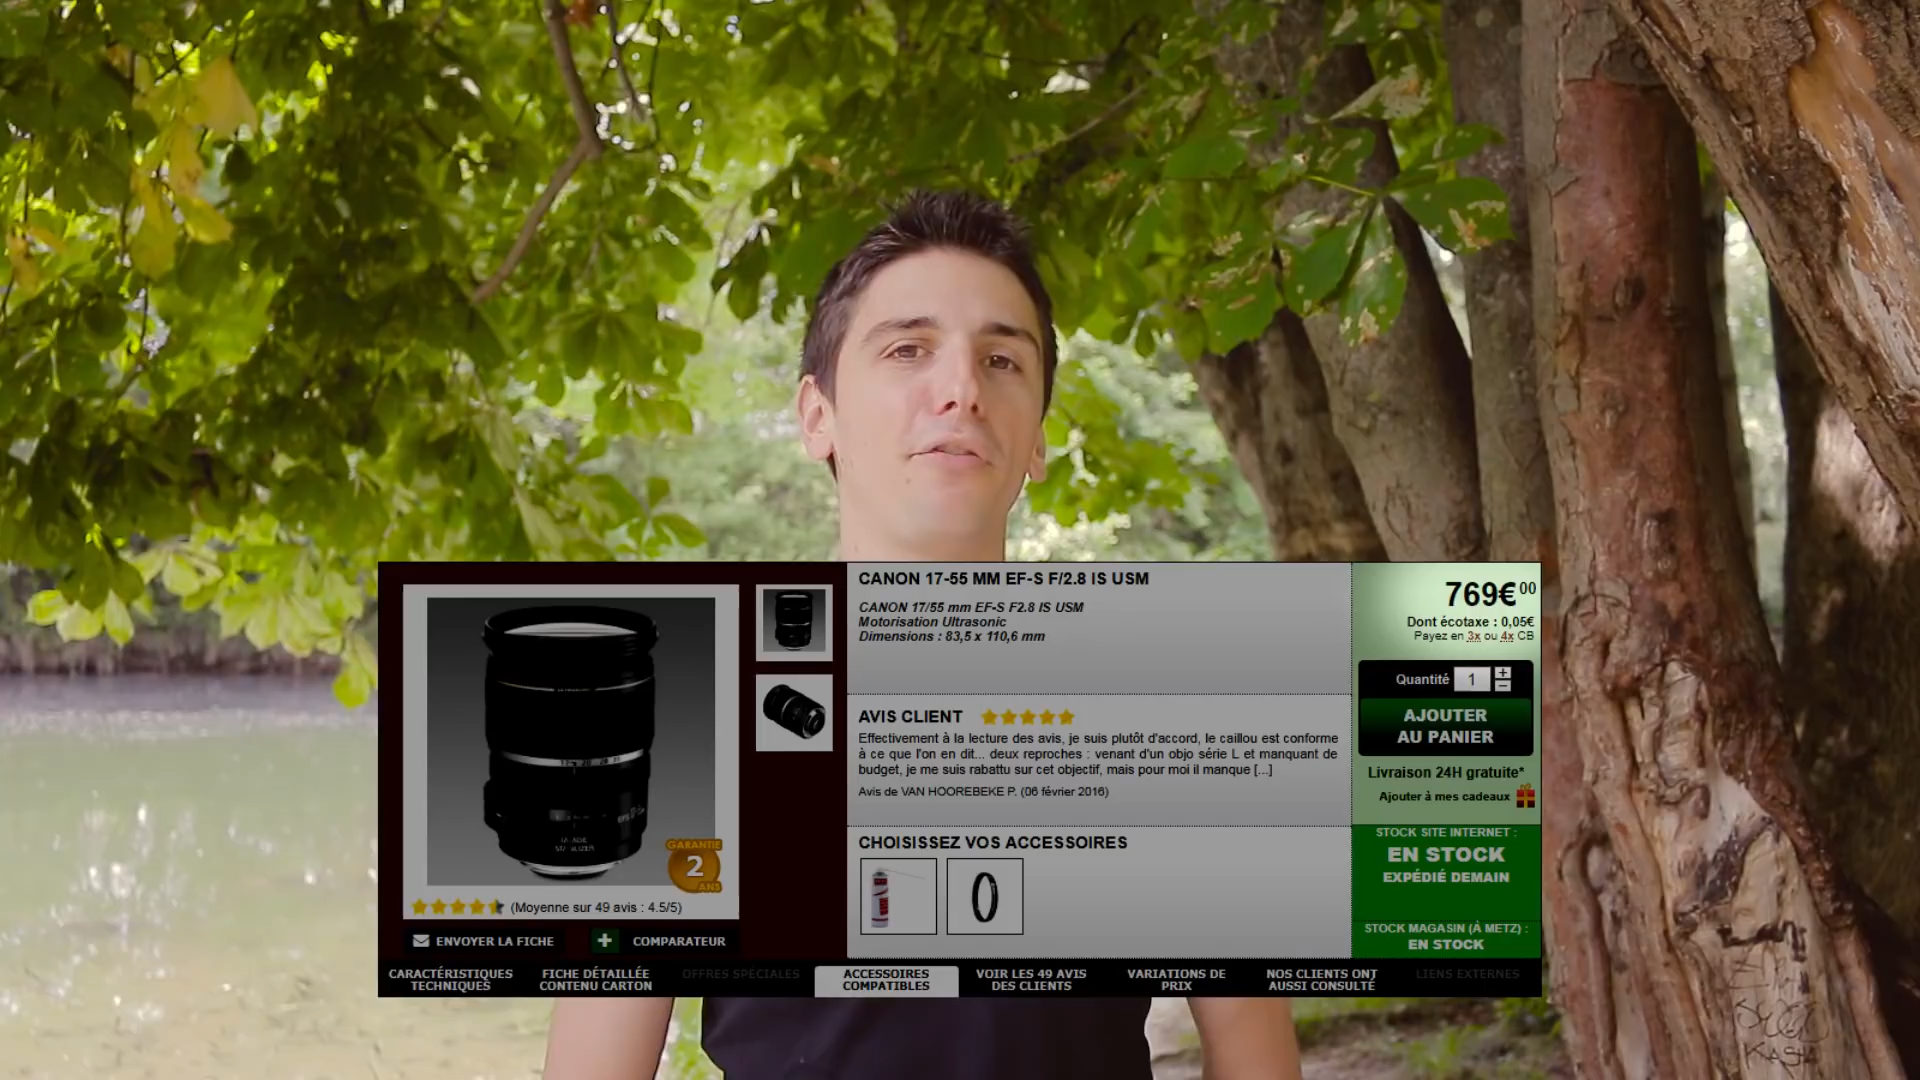 CANON 17-55 MM EF-S F/2.8 IS USM
CANON 17/55 mm EF-S F2.8 IS USM
Motorisation Ultrasonic
Dimensions : 83,5 x 110,6 mm
769€00
Dont écotaxe : 0,05€
Payez en 3x ou 4x CB
Quantité 1 + −
AJOUTER
AU PANIER
Livraison 24H gratuite*
Ajouter à mes cadeaux
AVIS CLIENT
Effectivement à la lecture des avis, je suis plutôt d'accord, le caillou est conforme
à ce que l'on en dit... deux reproches : venant d'un objo série L et manquant de
budget, je me suis rabattu sur cet objectif, mais pour moi il manque [...]
Avis de VAN HOOREBEKE P. (06 février 2016)
CHOISISSEZ VOS ACCESSOIRES
STOCK SITE INTERNET :
EN STOCK
EXPÉDIÉ DEMAIN
STOCK MAGASIN (À METZ) :
EN STOCK
GARANTIE
2
ANS
(Moyenne sur 49 avis : 4.5/5)
ENVOYER LA FICHE
COMPARATEUR
CARACTÉRISTIQUES
TECHNIQUES
FICHE DÉTAILLÉE
CONTENU CARTON
OFFRES SPÉCIALES
ACCESSOIRES
COMPATIBLES
VOIR LES 49 AVIS
DES CLIENTS
VARIATIONS DE
PRIX
NOS CLIENTS ONT
AUSSI CONSULTÉ
LIENS EXTERNES
KASIA